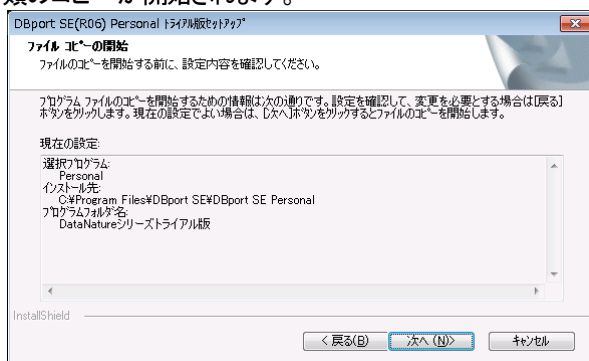 類のコピーが開始されます。
DBport SE(R06) Personal ﾄﾗｲｱﾙ版ｾｯﾄｱｯﾌﾟ
ﾌｧｲﾙ ｺﾋﾟｰの開始
ﾌｧｲﾙのｺﾋﾟｰを開始する前に、設定内容を確認してください。
ﾌﾟﾛｸﾞﾗﾑ ﾌｧｲﾙのｺﾋﾟｰを開始するための情報は次の通りです。設定を確認して、変更を必要とする場合は[戻る]
ﾎﾞﾀﾝをｸﾘｯｸします。現在の設定でよい場合は、[次へ]ﾎﾞﾀﾝをｸﾘｯｸするとﾌｧｲﾙのｺﾋﾟｰを開始します。
現在の設定:
選択ﾌﾟﾛｸﾞﾗﾑ:
Personal
ｲﾝｽﾄｰﾙ先:
C:¥Program Files¥DBport SE¥DBport SE Personal
ﾌﾟﾛｸﾞﾗﾑﾌｫﾙﾀﾞ名:
DataNatureシリーズトライアル版
InstallShield
< 戻る(B)
次へ (N)>
ｷｬﾝｾﾙ